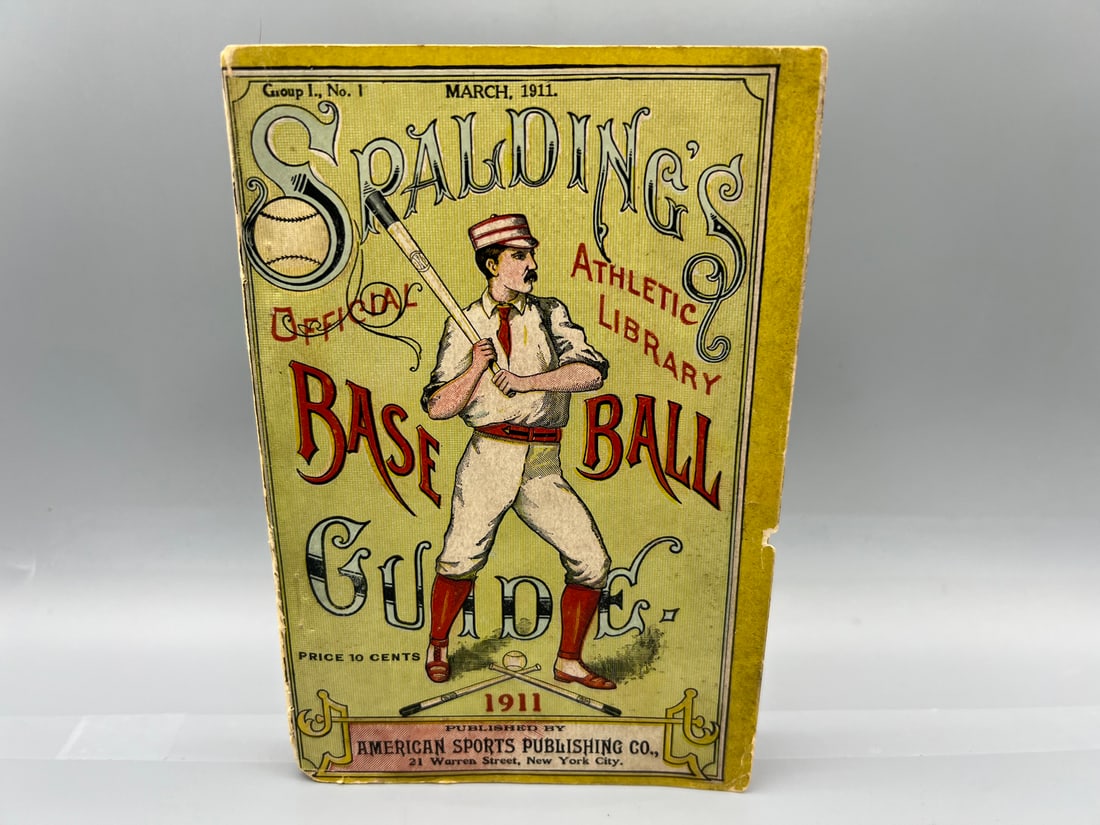 Group I., No. 1 MARCH, 1911.
SPALDING'S
OFFICIAL ATHLETIC
LIBRARY
BASE BALL
GUIDE.
PRICE 10 CENTS
1911
PUBLISHED BY
AMERICAN SPORTS PUBLISHING CO.,
21 Warren Street, New York City.